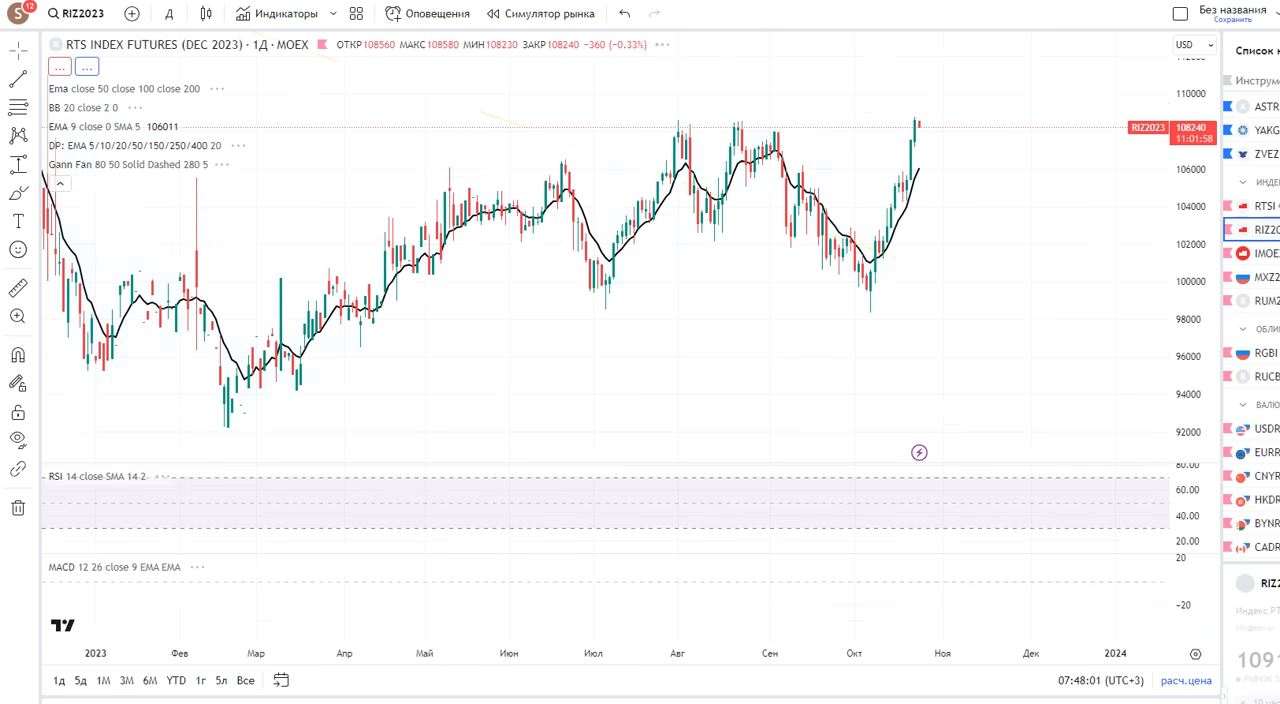 S 12 RIZ2023 Д Индикаторы Оповещения Симулятор рынка Без названия
Сохранить
RTS INDEX FUTURES (DEC 2023) · 1Д · MOEX ОТКР108560 МАКС108580 МИН108230 ЗАКР108240 −360 (−0.33%)
USD
Список к
... ...
112000
Ema close 50 close 100 close 200
Инструм
BB 20 close 2 0
110000
ASTR
EMA 9 close 0 SMA 5 106011
RIZ2023 108240
11:01:58
YAKG
DP: EMA 5/10/20/50/150/250/400 20
ZVEZ
Gann Fan 80 50 Solid Dashed 280 5
106000
ИНДЕ
104000
RTSI
RIZ20
102000
IMOE
100000
MXZ2
RUMZ
98000
ОБЛИ
96000
RGBI
RUCB
94000
ВАЛЮ
92000
USDR
EURR
80.00
RSI 14 close SMA 14 2
CNYR
60.00
HKDR
40.00
BYNR
20.00
CADR
20
MACD 12 26 close 9 EMA EMA
RIZ2
−20
Индекс РТ
Индексы
2023 Фев Мар Апр Май Июн Июл Авг Сен Окт Ноя Дек 2024
1091
1д 5д 1М 3М 6М YTD 1г 5л Все 07:48:01 (UTC+3) расч.цена